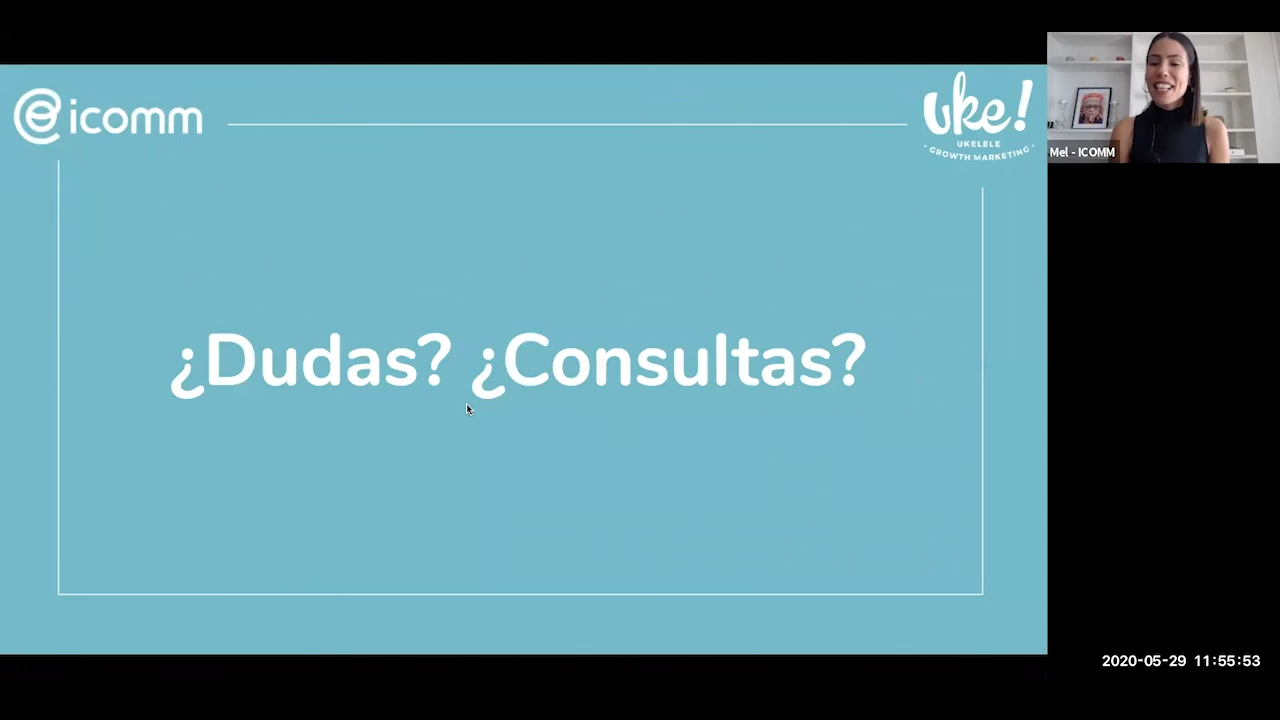 icomm
uke!
UKELELE
• GROWTH MARKETING •
Mel - ICOMM
¿Dudas? ¿Consultas?
2020-05-29 11:55:53